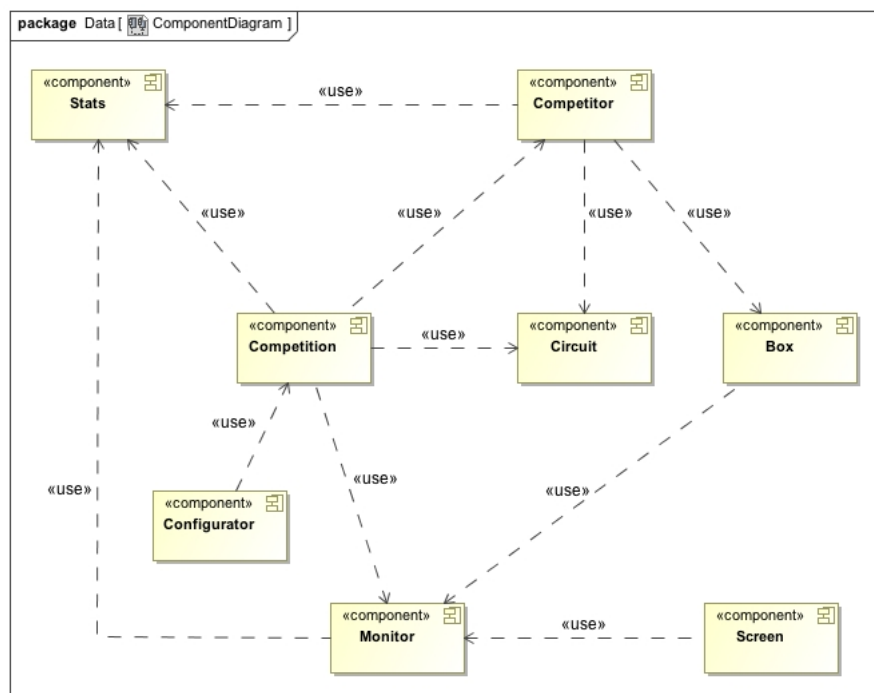 package Data [ ComponentDiagram ]
«component»
Stats
«use»
«component»
Competitor
«use»
«use»
«use»
«use»
«component»
Competition
«use»
«component»
Circuit
«component»
Box
«use»
«use»
«use»
«use»
«component»
Configurator
«component»
Monitor
«use»
«component»
Screen